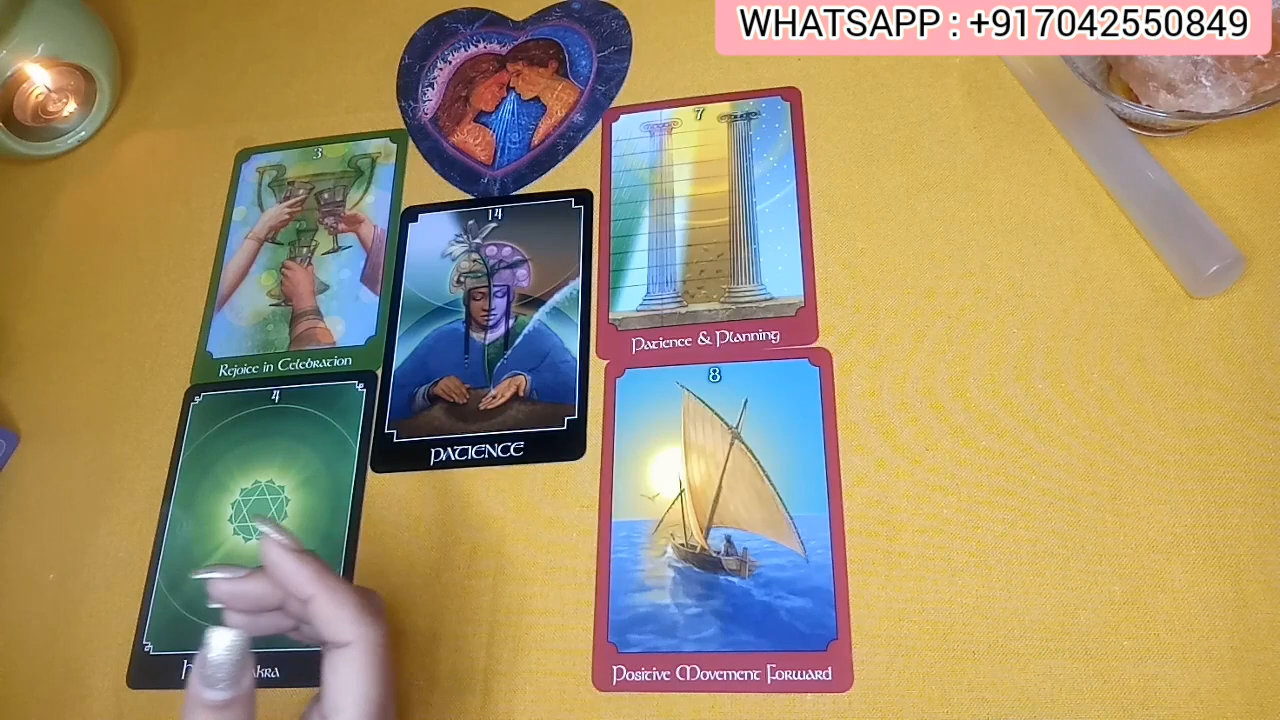 WHATSAPP : +917042550849
7
3
14
Patience & Planning
Rejoice in Celebration
8
4
PATIENCE
Positive Movement Forward